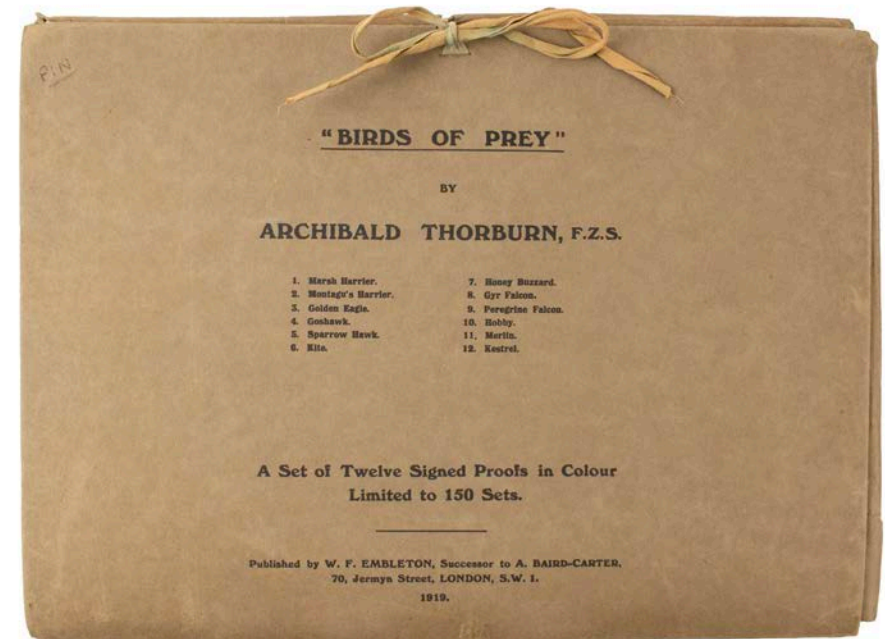 PIN
"BIRDS OF PREY"
BY
ARCHIBALD THORBURN, F.Z.S.
1. Marsh Harrier.
2. Montagu's Harrier.
3. Golden Eagle.
4. Goshawk.
5. Sparrow Hawk.
6. Kite.
7. Honey Buzzard.
8. Gyr Falcon.
9. Peregrine Falcon.
10. Hobby.
11. Merlin.
12. Kestrel.
A Set of Twelve Signed Proofs in Colour
Limited to 150 Sets.
Published by W. F. EMBLETON, Successor to A. BAIRD-CARTER,
70, Jermyn Street, LONDON, S.W. 1.
1919.